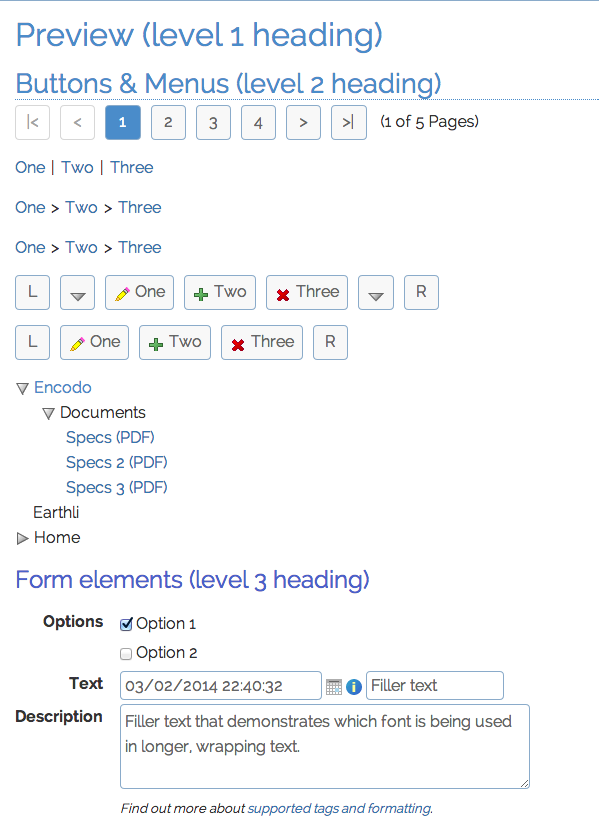 Preview (level 1 heading)
Buttons & Menus (level 2 heading)
|< < 1 2 3 4 > >| (1 of 5 Pages)
One | Two | Three
One > Two > Three
One > Two > Three
L One Two Three R
L One Two Three R
Encodo
Documents
Specs (PDF)
Specs 2 (PDF)
Specs 3 (PDF)
Earthli
Home
Form elements (level 3 heading)
Options Option 1
Option 2
Text 03/02/2014 22:40:32 Filler text
Description Filler text that demonstrates which font is being used
in longer, wrapping text.
Find out more about supported tags and formatting.